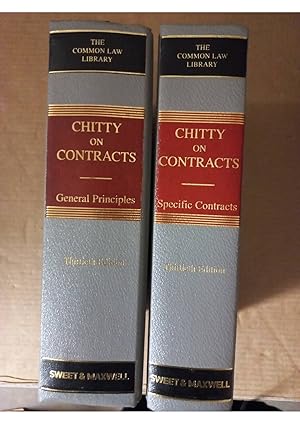 THE
COMMON LAW
LIBRARY
CHITTY
ON
CONTRACTS
General Principles
Thirtieth Edition
SWEET & MAXWELL
THE
COMMON LAW
LIBRARY
CHITTY
ON
CONTRACTS
Specific Contracts
Thirtieth Edition
SWEET & MAXWELL